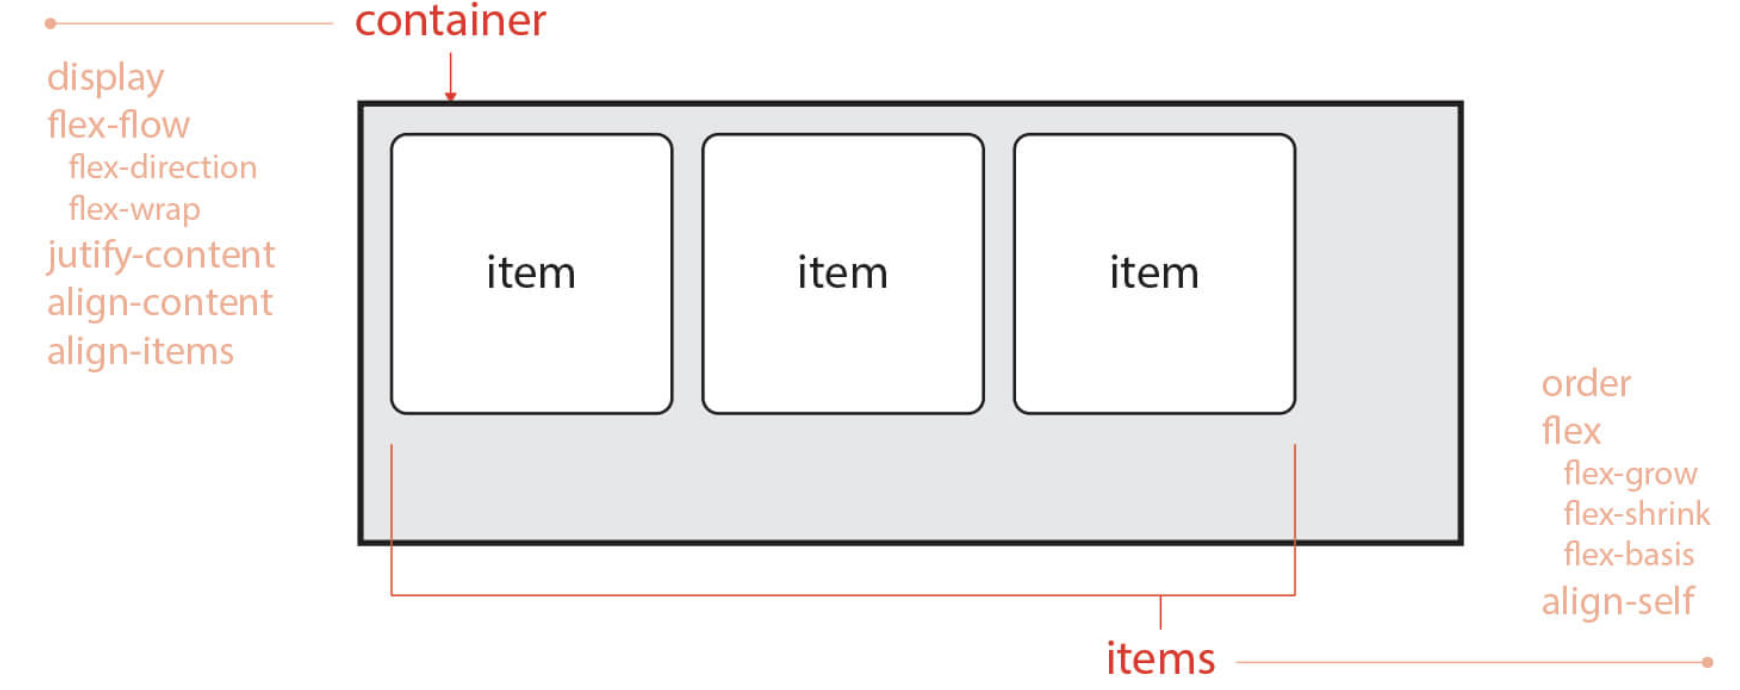 container
display
flex-flow
flex-direction
flex-wrap
jutify-content
align-content
align-items
item item item
order
flex
flex-grow
flex-shrink
flex-basis
align-self
items